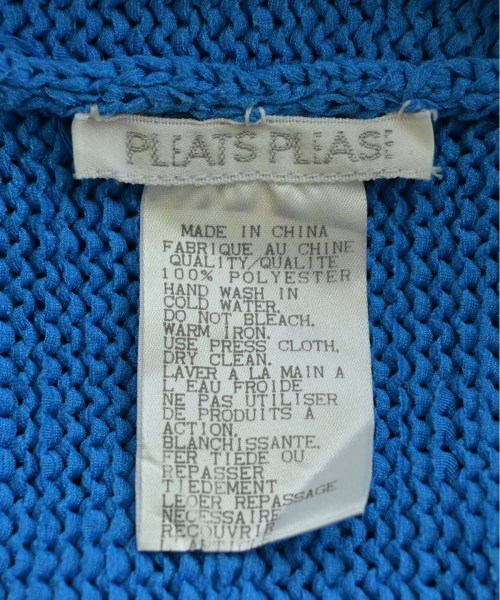 PLEATS PLEASE
MADE IN CHINA
FABRIQUE AU CHINE
QUALITY/QUALITE
100% POLYESTER
HAND WASH IN
COLD WATER.
DO NOT BLEACH.
WARM IRON.
USE PRESS CLOTH.
DRY CLEAN.
LAVER A LA MAIN A
L'EAU FROIDE
NE PAS UTILISER
DE PRODUITS A
ACTION.
BLANCHISSANTE.
FER TIEDE OU
REPASSER
TIEDEMENT
LEGER REPASSAGE
NECESSAIRE
RECOUVRIR